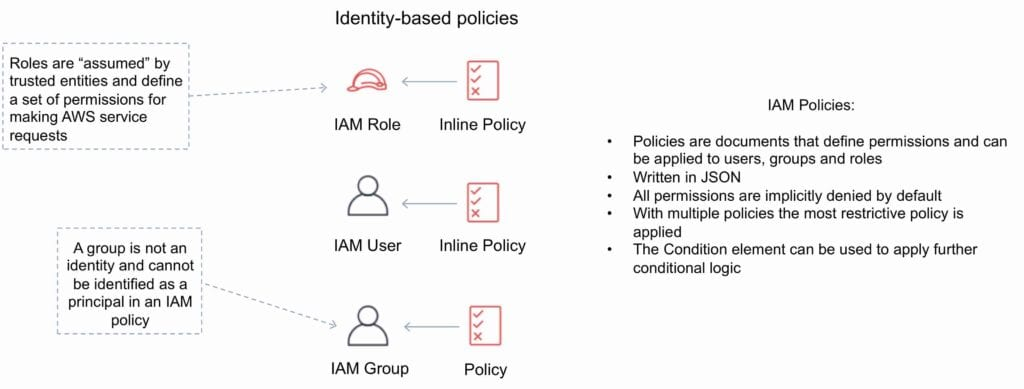 Identity-based policies
Roles are “assumed” by
trusted entities and define
a set of permissions for
making AWS service
requests
IAM Role
Inline Policy
IAM User
Inline Policy
A group is not an
identity and cannot
be identified as a
principal in an IAM
policy
IAM Group
Policy
IAM Policies:
• Policies are documents that define permissions and can
be applied to users, groups and roles
• Written in JSON
• All permissions are implicitly denied by default
• With multiple policies the most restrictive policy is
applied
• The Condition element can be used to apply further
conditional logic